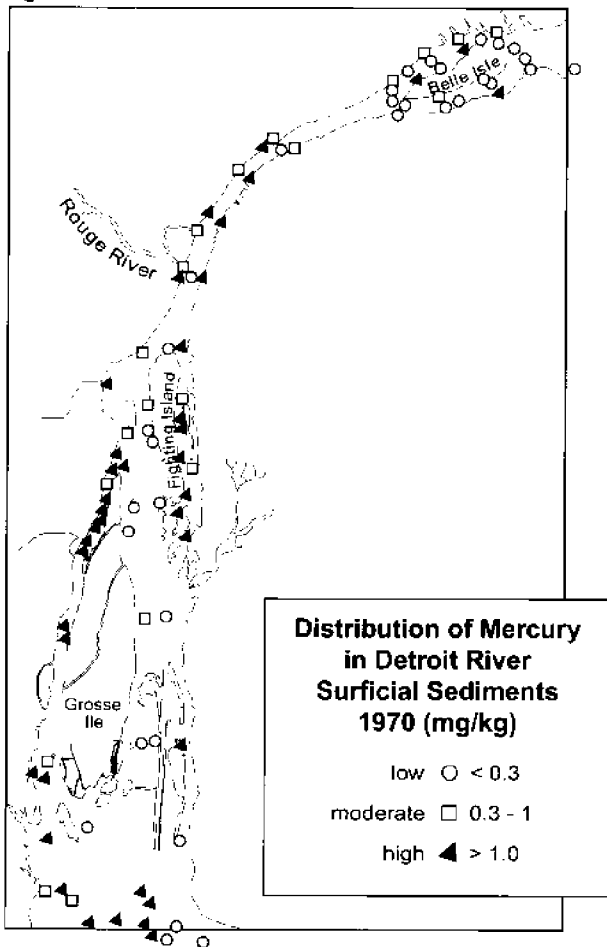 Belle Isle
Rouge River
Fighting Island
Grosse
Ile
Distribution of Mercury
in Detroit River
Surficial Sediments
1970 (mg/kg)
low < 0.3
moderate 0.3 - 1
high > 1.0